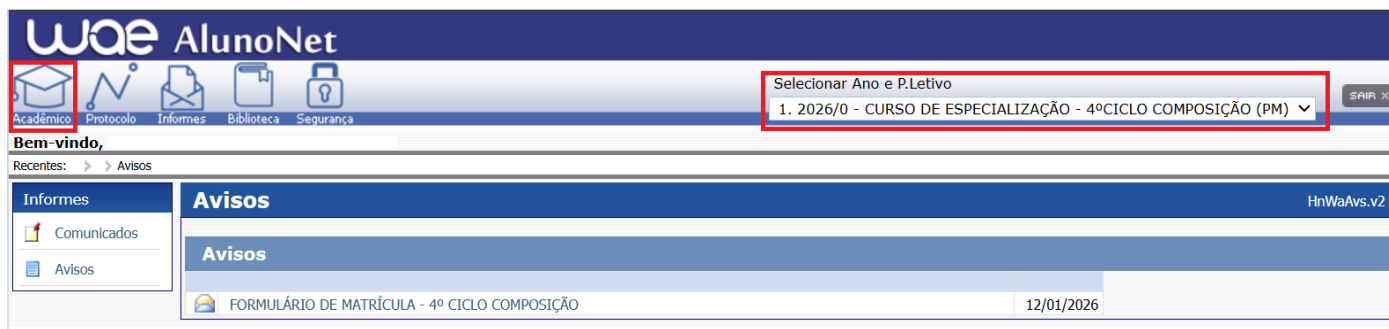 wae AlunoNet
Selecionar Ano e P.Letivo
1. 2026/0 - CURSO DE ESPECIALIZAÇÃO - 4ºCICLO COMPOSIÇÃO (PM)
SAIR X
Acadêmico Protocolo Informes Biblioteca Segurança
Bem-vindo,
Recentes: > > Avisos
Informes
Comunicados
Avisos
Avisos HnWaAvs.v2
Avisos
FORMULÁRIO DE MATRÍCULA - 4º CICLO COMPOSIÇÃO 12/01/2026